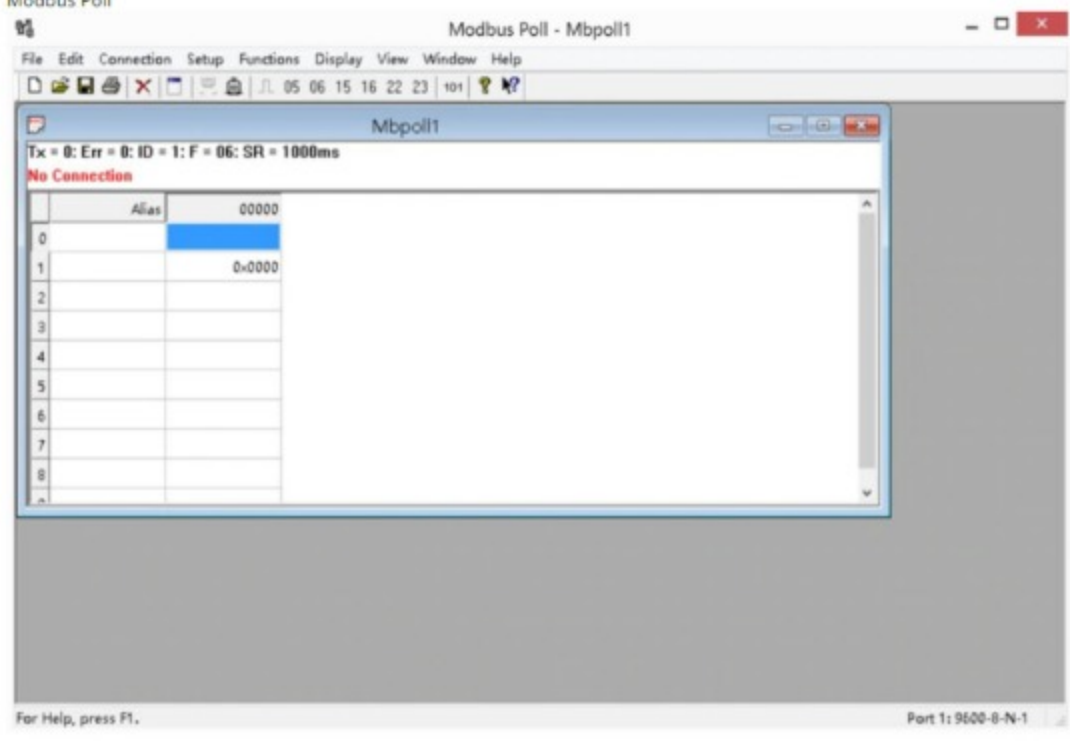 Modbus Poll
Modbus Poll - Mbpoll1
File Edit Connection Setup Functions Display View Window Help
05 06 15 16 22 23 101
Mbpoll1
Tx = 0: Err = 0: ID = 1: F = 06: SR = 1000ms
No Connection
Alias 00000
0
1 0x0000
2
3
4
5
6
7
8
For Help, press F1. Port 1: 9600-8-N-1